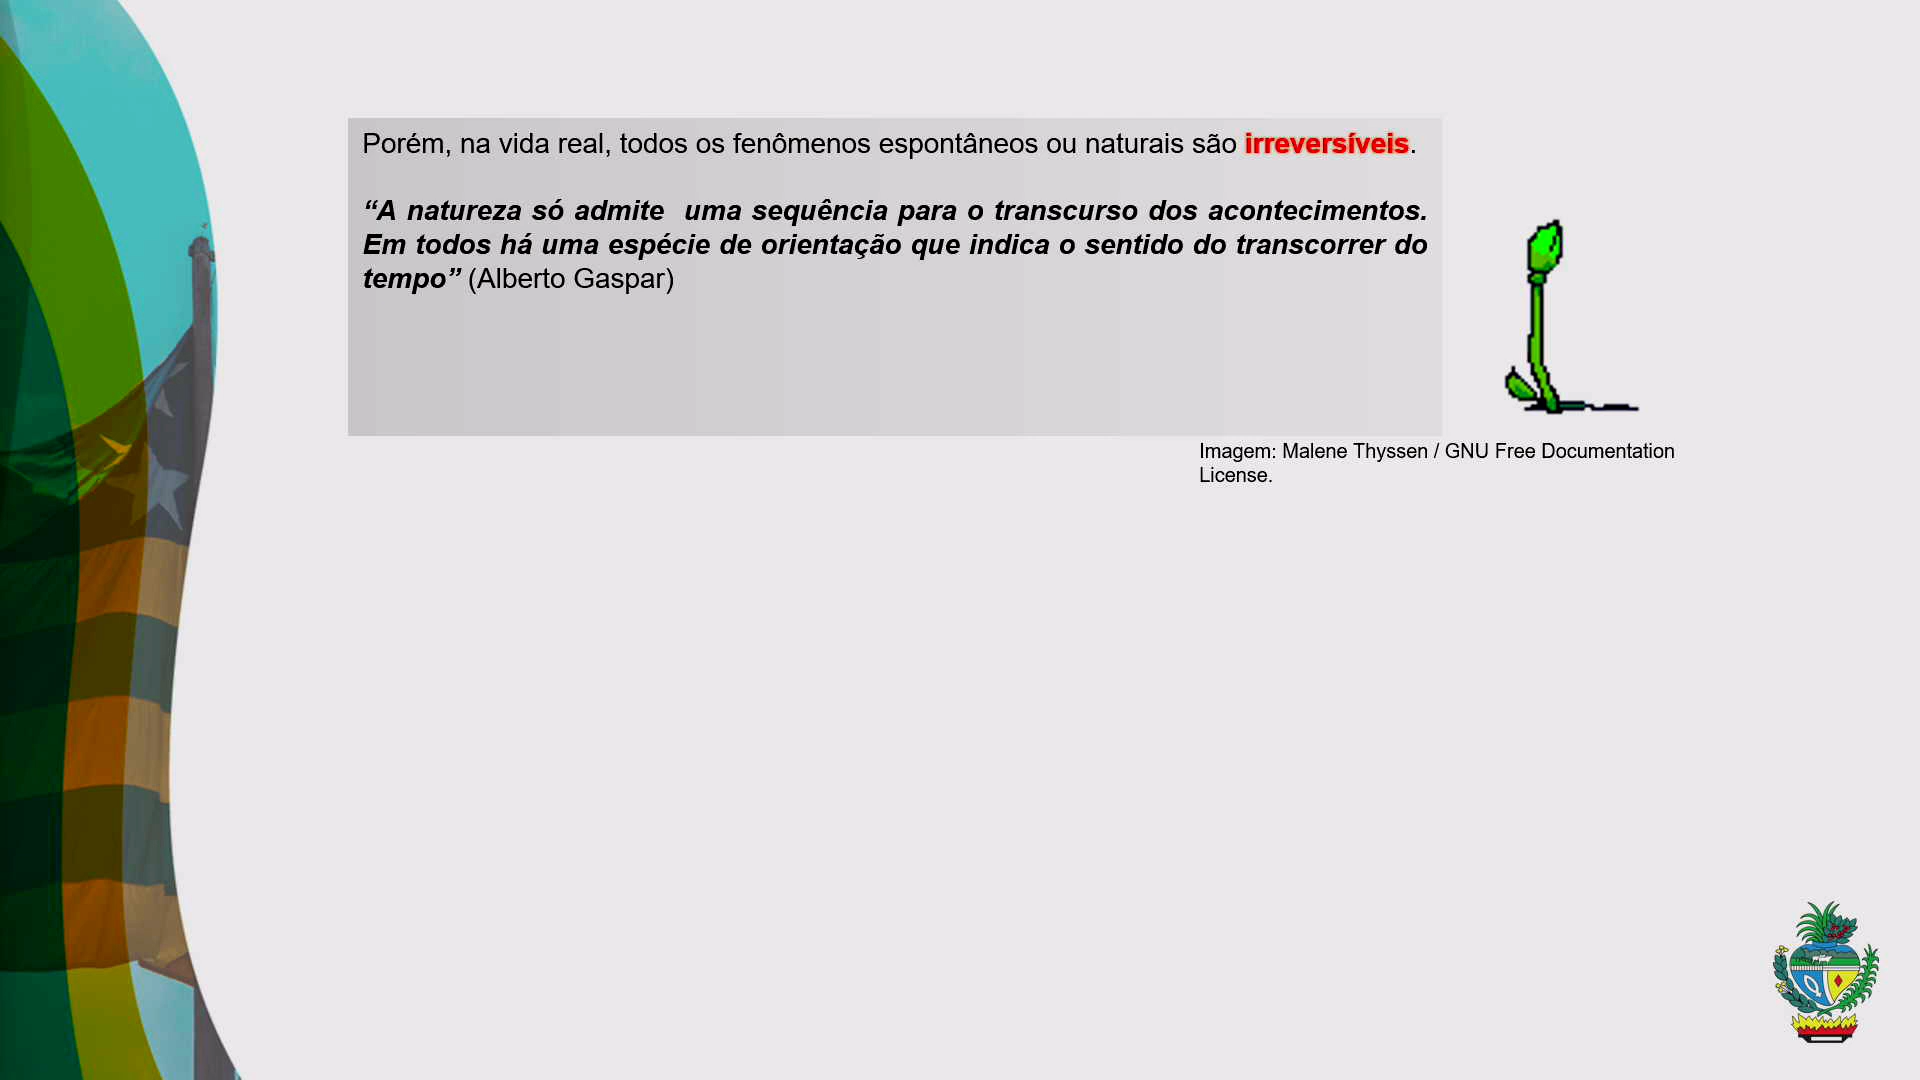 Porém, na vida real, todos os fenômenos espontâneos ou naturais são irreversíveis.
“A natureza só admite  uma sequência para o transcurso dos acontecimentos.
Em todos há uma espécie de orientação que indica o sentido do transcorrer do
tempo” (Alberto Gaspar)
Imagem: Malene Thyssen / GNU Free Documentation
License.